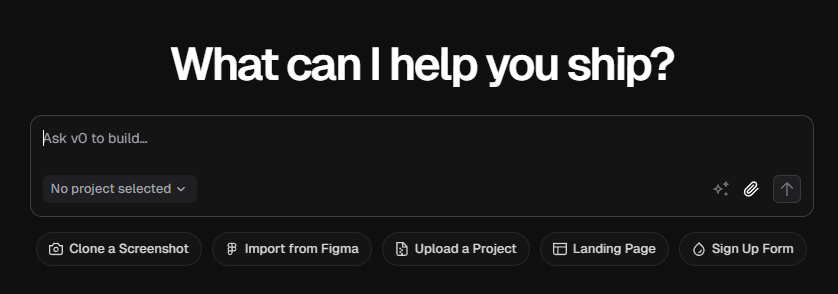 What can I help you ship?
Ask v0 to build...
No project selected
Clone a Screenshot Import from Figma Upload a Project Landing Page Sign Up Form